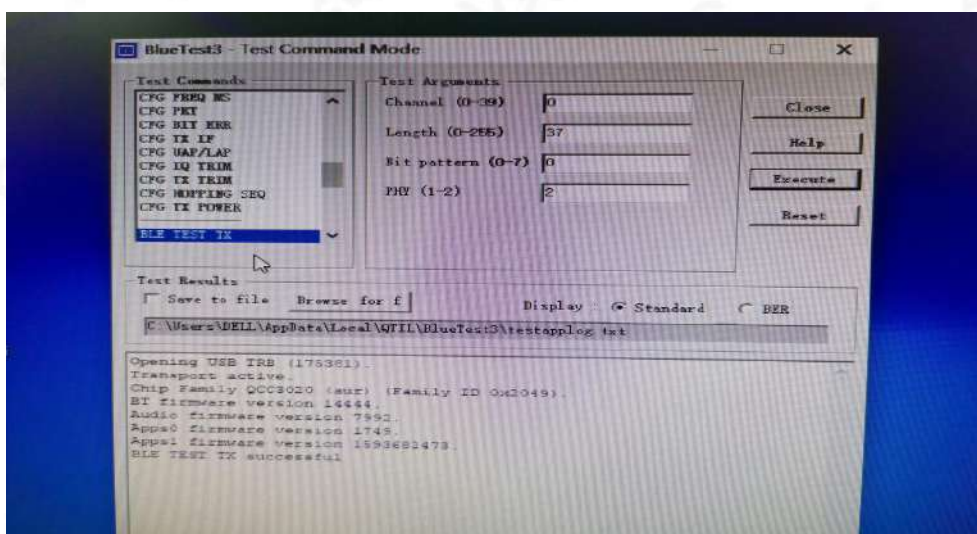 BlueTest3 - Test Command Mode
Test Commands
CFG FREQ MS
CFG PKT
CFG BIT ERR
CFG TX IF
CFG UAP/LAP
CFG IQ TRIM
CFG TX TRIM
CFG HOPPING SEQ
CFG TX POWER
BLE TEST TX
Test Arguments
Channel (0-39) 0
Length (0-255) 37
Bit pattern (0-7) 0
PHY (1-2) 2
Close
Help
Execute
Reset
Test Results
Save to file Browse for f Display : Standard BER
C:\Users\DELL\AppData\Local\QTIL\BlueTest3\testapplog.txt
Opening USB TRB (175381).
Transport active.
Chip Family QCC3020 (aur) (Family ID 0x2049).
BT firmware version 14444.
Audio firmware version 7992.
Apps0 firmware version 1749.
Apps1 firmware version 1593682473.
BLE TEST TX successful